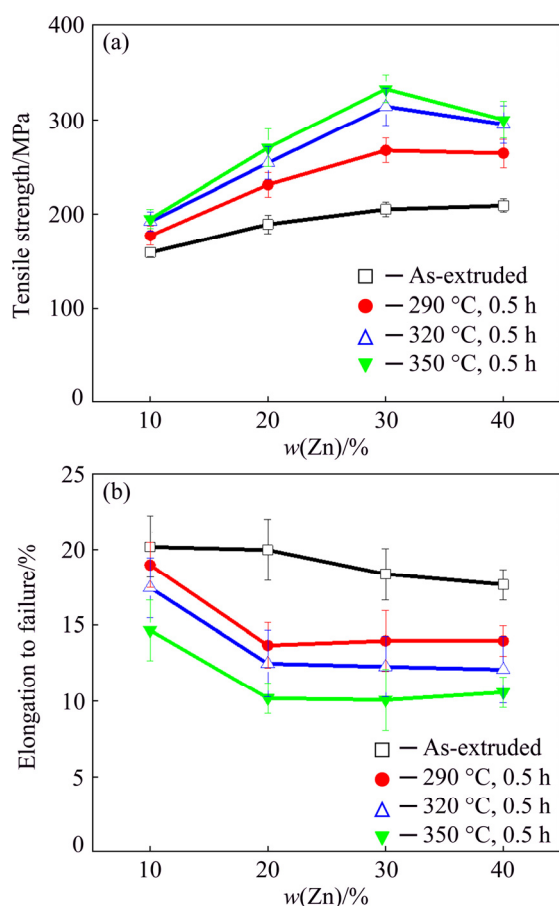 400
(a)
300
200
100
0
Tensile strength/MPa
As-extruded
290 °C, 0.5 h
320 °C, 0.5 h
350 °C, 0.5 h
10 20 30 40
w(Zn)/%
25
(b)
20
15
10
5
0
Elongation to failure/%
As-extruded
290 °C, 0.5 h
320 °C, 0.5 h
350 °C, 0.5 h
10 20 30 40
w(Zn)/%